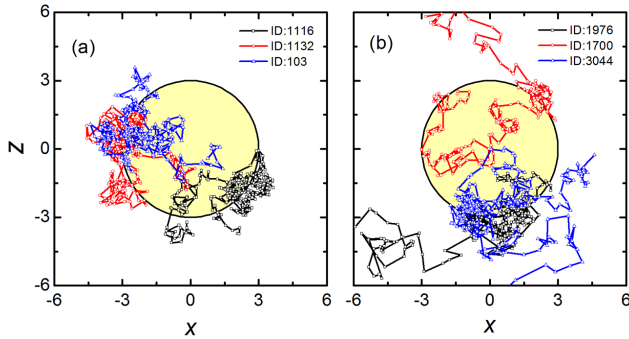 (a)
ID:1116
ID:1132
ID:103
(b)
ID:1976
ID:1700
ID:3044
z
6
3
0
-3
-6
-6 -3 0 3 6
-6 -3 0 3 6
x
x